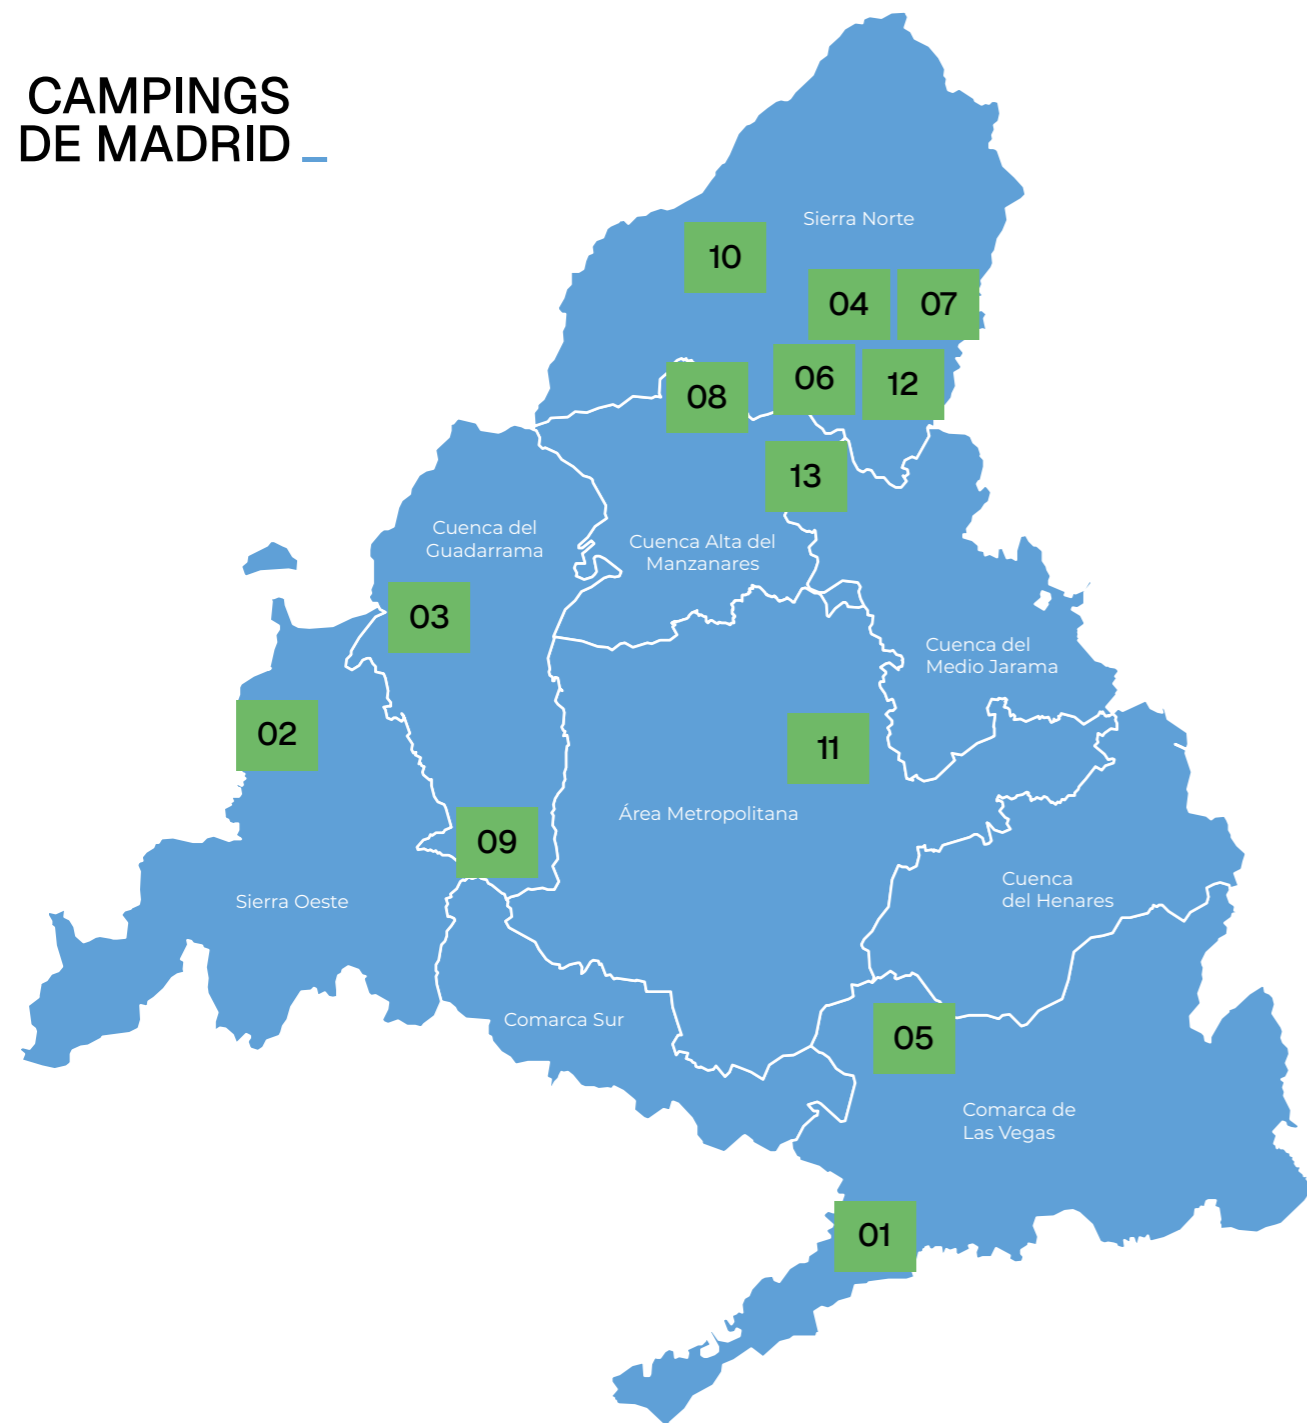 CAMPINGS
DE MADRID _
Sierra Norte
10
04
07
06
12
08
13
Cuenca del
Guadarrama
Cuenca Alta del
Manzanares
03
Cuenca del
Medio Jarama
02
11
Área Metropolitana
09
Sierra Oeste
Cuenca
del Henares
Comarca Sur
05
Comarca de
Las Vegas
01